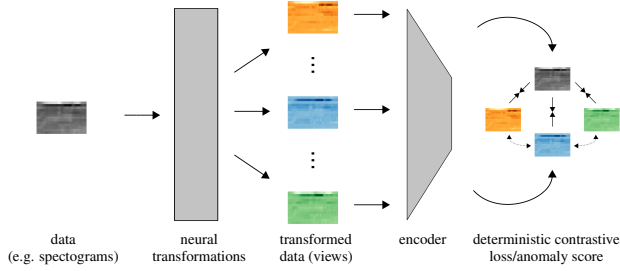 data
(e.g. spectograms)
neural
transformations
transformed
data (views)
encoder
deterministic contrastive
loss/anomaly score